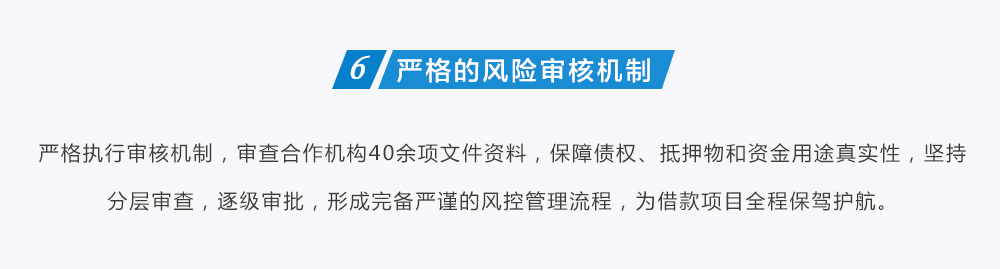 6 严格的风险审核机制
严格执行审核机制，审查合作机构40余项文件资料，保障债权、抵押物和资金用途真实性，坚持
分层审查，逐级审批，形成完备严谨的风控管理流程，为借款项目全程保驾护航。